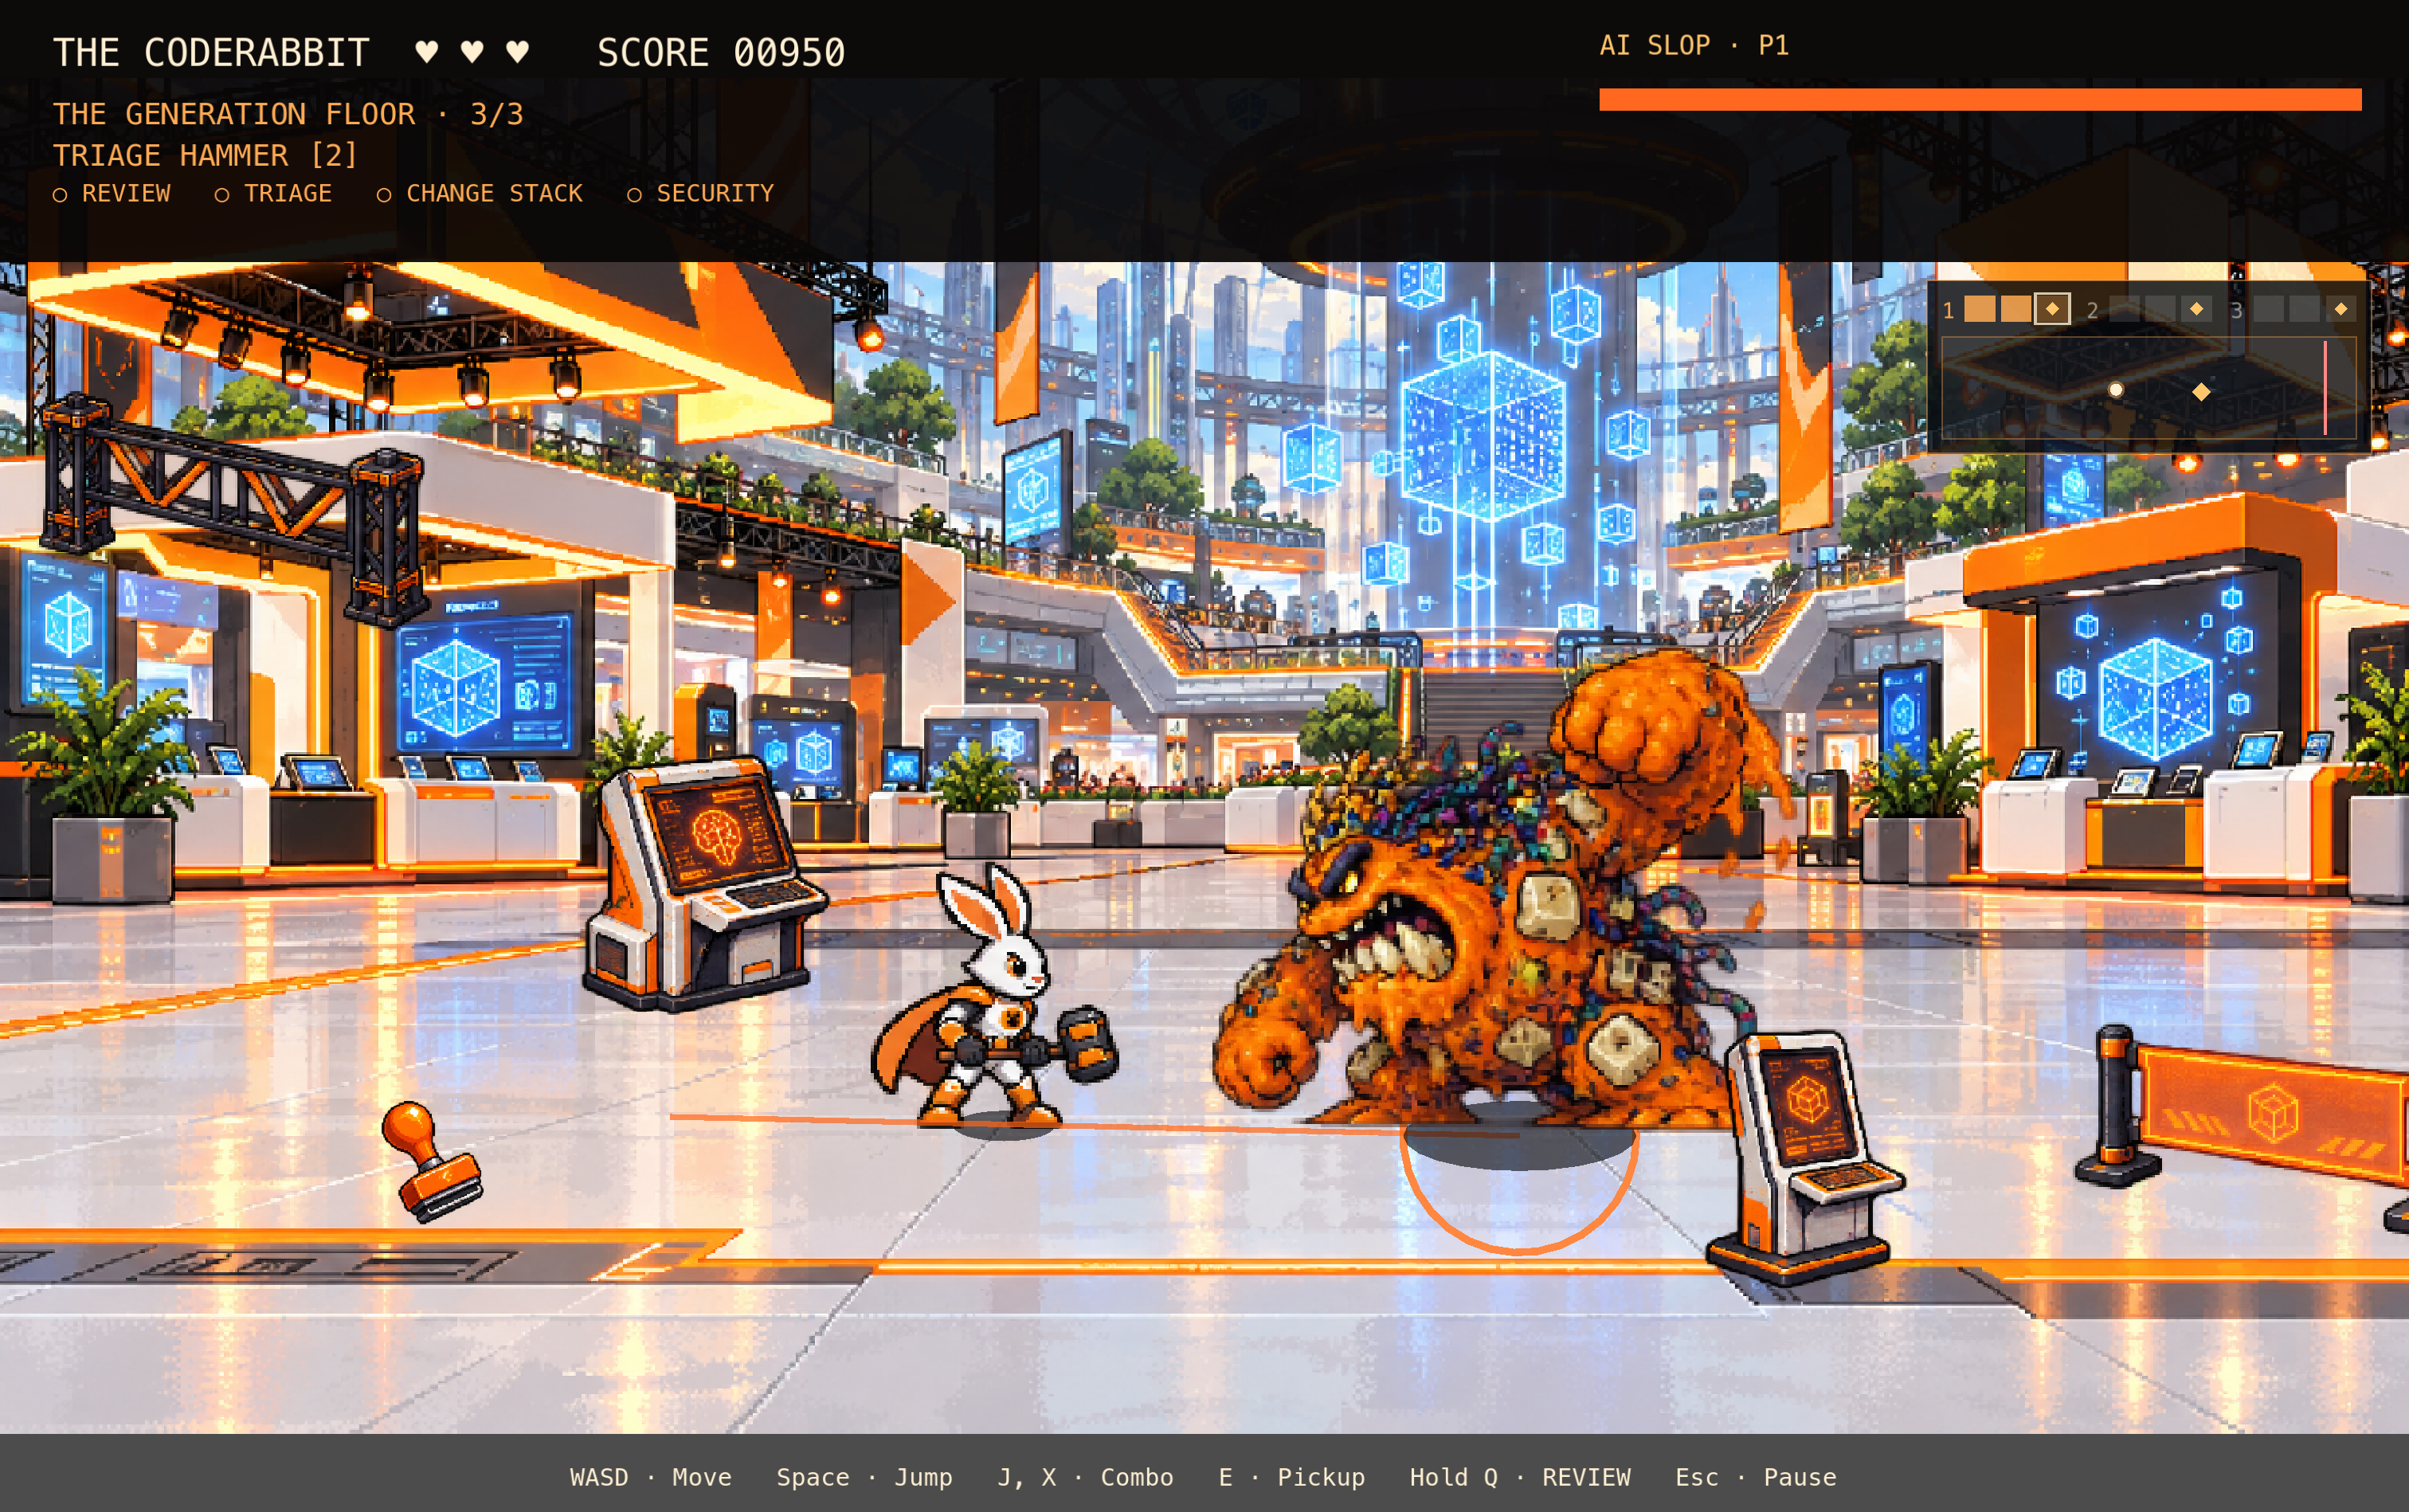 THE CODERABBIT ♥ ♥ ♥ SCORE 00950
AI SLOP · P1
THE GENERATION FLOOR · 3/3
TRIAGE HAMMER [2]
○ REVIEW ○ TRIAGE ○ CHANGE STACK ○ SECURITY
1 2 3
WASD · Move Space · Jump J, X · Combo E · Pickup Hold Q · REVIEW Esc · Pause